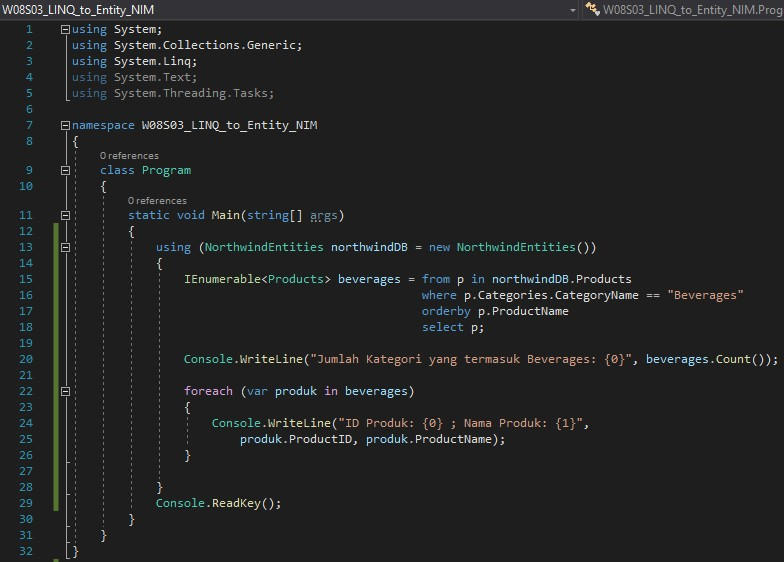 W08S03_LINQ_to_Entity_NIM W08S03_LINQ_to_Entity_NIM.Prog
1 using System;
2 using System.Collections.Generic;
3 using System.Linq;
4 using System.Text;
5 using System.Threading.Tasks;
6
7 namespace W08S03_LINQ_to_Entity_NIM
8 {
0 references
9 class Program
10 {
0 references
11 static void Main(string[] args)
12 {
13 using (NorthwindEntities northwindDB = new NorthwindEntities())
14 {
15 IEnumerable<Products> beverages = from p in northwindDB.Products
16 where p.Categories.CategoryName == "Beverages"
17 orderby p.ProductName
18 select p;
19
20 Console.WriteLine("Jumlah Kategori yang termasuk Beverages: {0}", beverages.Count());
21
22 foreach (var produk in beverages)
23 {
24 Console.WriteLine("ID Produk: {0} ; Nama Produk: {1}",
25 produk.ProductID, produk.ProductName);
26 }
27
28 }
29 Console.ReadKey();
30 }
31 }
32 }